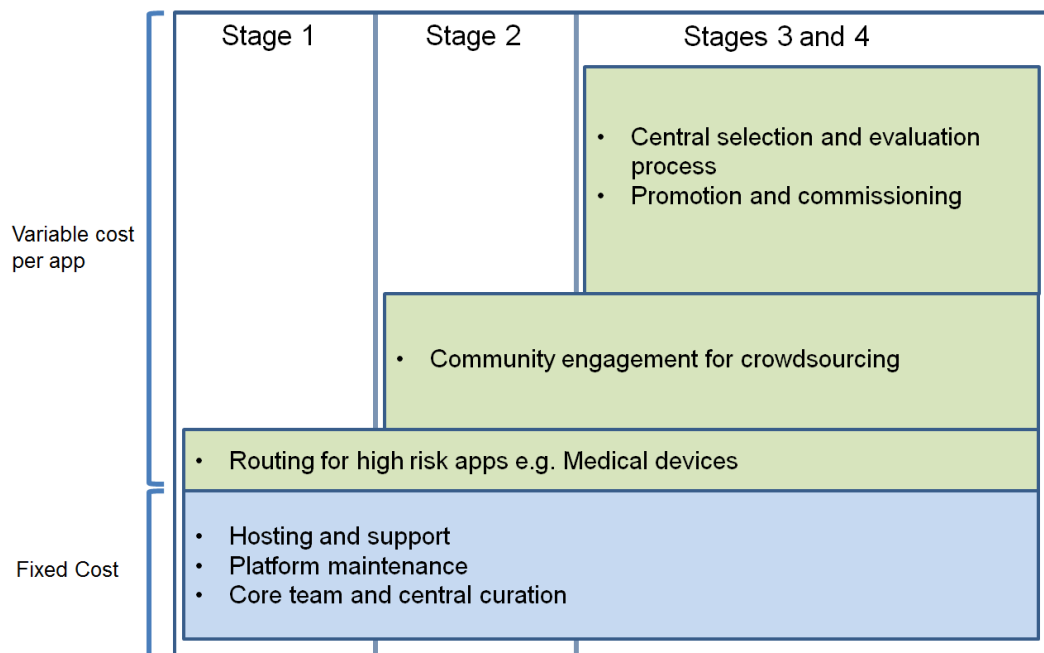 Stage 1
Stage 2
Stages 3 and 4
• Central selection and evaluation
process
• Promotion and commissioning
Variable cost
per app
• Community engagement for crowdsourcing
• Routing for high risk apps e.g. Medical devices
• Hosting and support
• Platform maintenance
• Core team and central curation
Fixed Cost